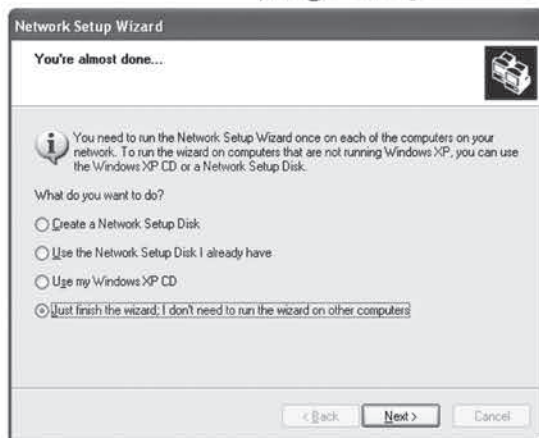 Network Setup Wizard
You're almost done...
You need to run the Network Setup Wizard once on each of the computers on your
network. To run the wizard on computers that are not running Windows XP, you can use
the Windows XP CD or a Network Setup Disk.
What do you want to do?
Create a Network Setup Disk
Use the Network Setup Disk I already have
Use my Windows XP CD
Just finish the wizard; I don't need to run the wizard on other computers
< Back
Next >
Cancel